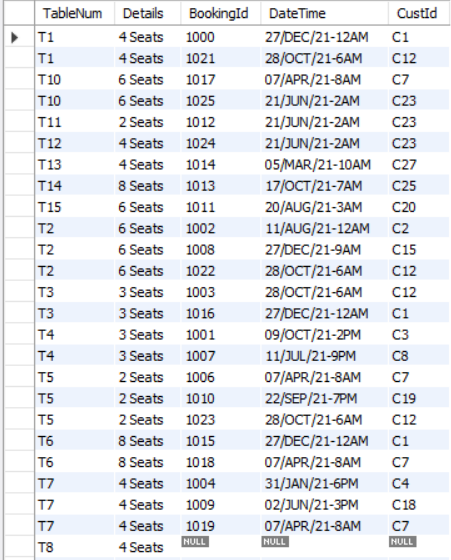 TableNum Details BookingId DateTime CustId
T1 4 Seats 1000 27/DEC/21-12AM C1
T1 4 Seats 1021 28/OCT/21-6AM C12
T10 6 Seats 1017 07/APR/21-8AM C7
T10 6 Seats 1025 21/JUN/21-2AM C23
T11 2 Seats 1012 21/JUN/21-2AM C23
T12 4 Seats 1024 21/JUN/21-2AM C23
T13 4 Seats 1014 05/MAR/21-10AM C27
T14 8 Seats 1013 17/OCT/21-7AM C25
T15 6 Seats 1011 20/AUG/21-3AM C20
T2 6 Seats 1002 11/AUG/21-12AM C2
T2 6 Seats 1008 27/DEC/21-9AM C15
T2 6 Seats 1022 28/OCT/21-6AM C12
T3 3 Seats 1003 28/OCT/21-6AM C12
T3 3 Seats 1016 27/DEC/21-12AM C1
T4 3 Seats 1001 09/OCT/21-2PM C3
T4 3 Seats 1007 11/JUL/21-9PM C8
T5 2 Seats 1006 07/APR/21-8AM C7
T5 2 Seats 1010 22/SEP/21-7PM C19
T5 2 Seats 1023 28/OCT/21-6AM C12
T6 8 Seats 1015 27/DEC/21-12AM C1
T6 8 Seats 1018 07/APR/21-8AM C7
T7 4 Seats 1004 31/JAN/21-6PM C4
T7 4 Seats 1009 02/JUN/21-3PM C18
T7 4 Seats 1019 07/APR/21-8AM C7
T8 4 Seats NULL NULL NULL